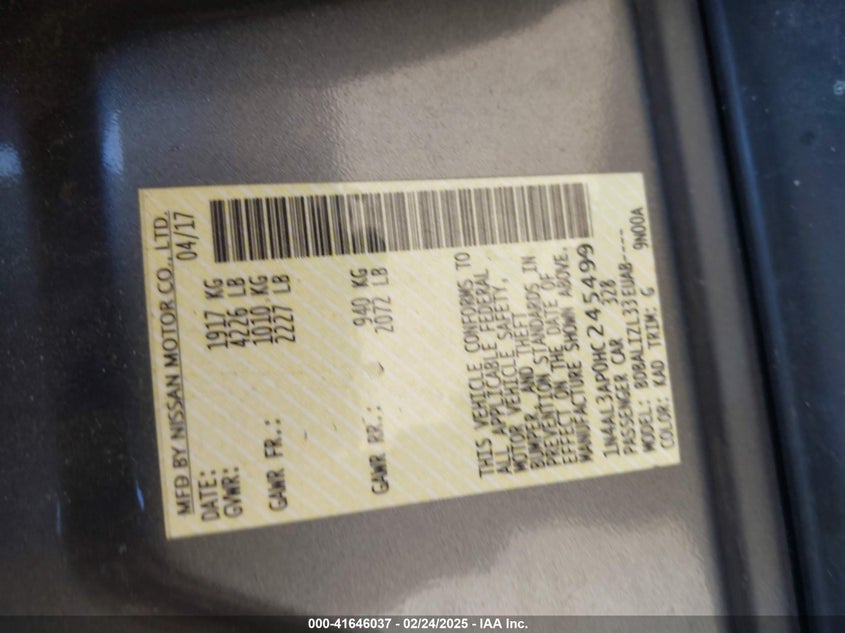 MFD BY NISSAN MOTOR CO., LTD.
DATE: 04/17
GVWR: 1917 KG
4226 LB
GAWR FR.: 1010 KG
2227 LB
GAWR RR.: 940 KG
2072 LB
THIS VEHICLE CONFORMS TO
ALL APPLICABLE FEDERAL
MOTOR VEHICLE SAFETY,
BUMPER, AND THEFT
PREVENTION STANDARDS IN
EFFECT ON THE DATE OF
MANUFACTURE SHOWN ABOVE.
1N4AL3AP0HC245499
PASSENGER CAR 328
MODEL: BDBALIZL33EUAB----
COLOR: KAD TRIM: G 9N00A
000-41646037 - 02/24/2025 - IAA Inc.